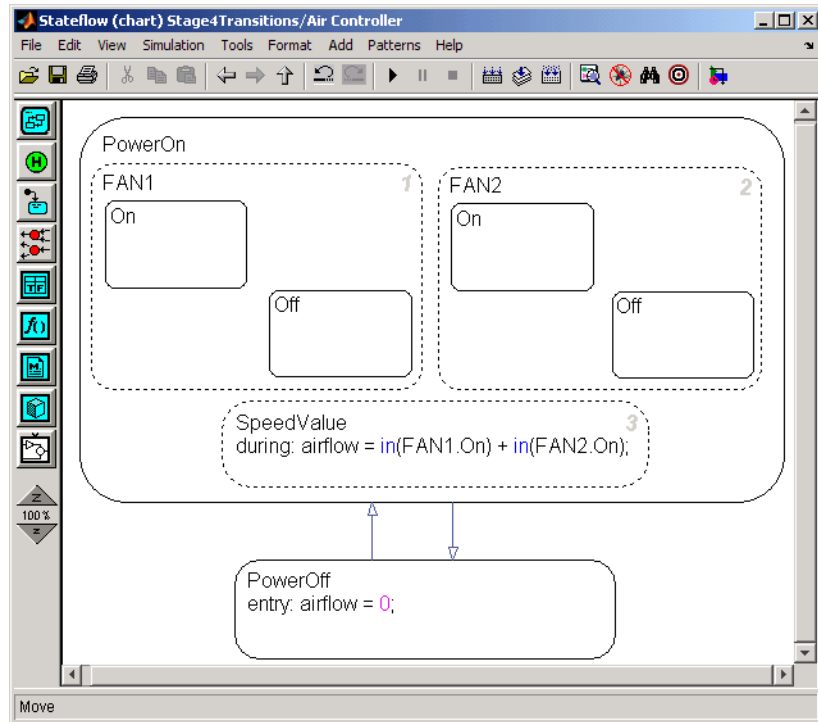 Stateflow (chart) Stage4Transitions/Air Controller
File Edit View Simulation Tools Format Add Patterns Help
PowerOn
FAN1 1
On
Off
FAN2 2
On
Off
SpeedValue 3
during: airflow = in(FAN1.On) + in(FAN2.On);
PowerOff
entry: airflow = 0;
H
TF
f()
M
Z
100 %
z
Move